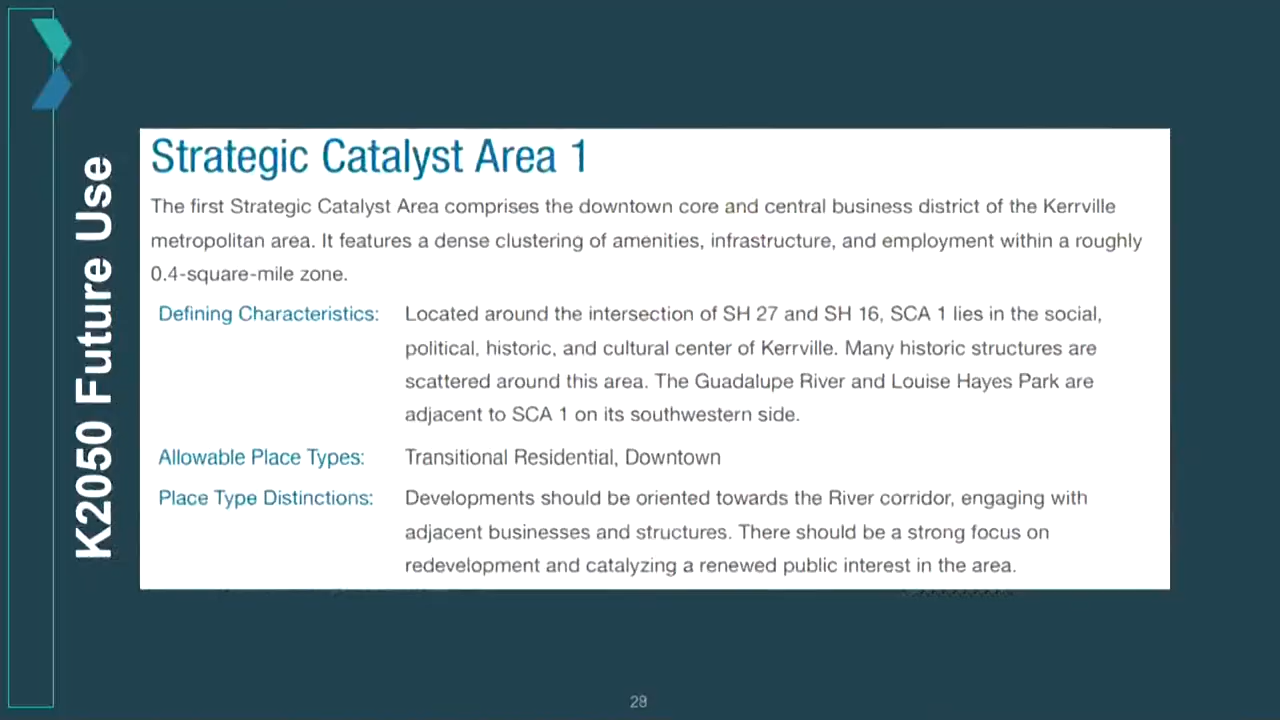 K2050 Future Use
Strategic Catalyst Area 1
The first Strategic Catalyst Area comprises the downtown core and central business district of the Kerrville
metropolitan area. It features a dense clustering of amenities, infrastructure, and employment within a roughly
0.4-square-mile zone.
Defining Characteristics: Located around the intersection of SH 27 and SH 16, SCA 1 lies in the social,
political, historic, and cultural center of Kerrville. Many historic structures are
scattered around this area. The Guadalupe River and Louise Hayes Park are
adjacent to SCA 1 on its southwestern side.
Allowable Place Types: Transitional Residential, Downtown
Place Type Distinctions: Developments should be oriented towards the River corridor, engaging with
adjacent businesses and structures. There should be a strong focus on
redevelopment and catalyzing a renewed public interest in the area.